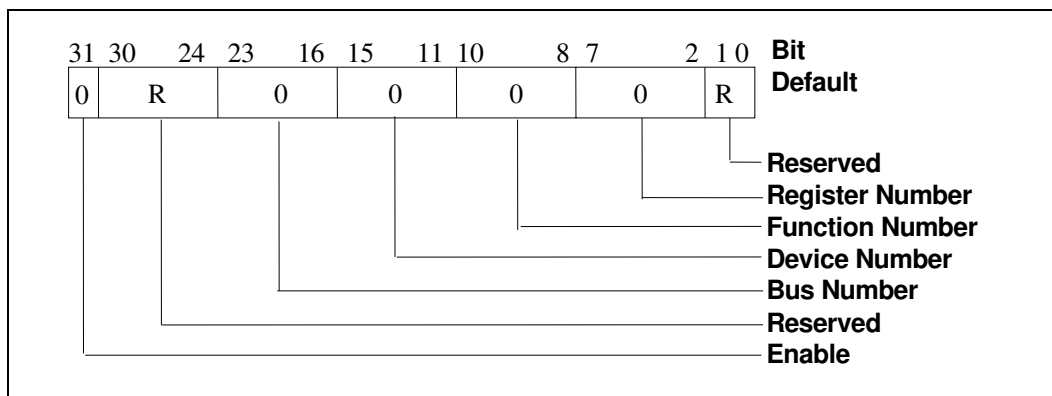 31 30 24 23 16 15 11 10 8 7 2 1 0 Bit
Default
0 R 0 0 0 0 R
Reserved
Register Number
Function Number
Device Number
Bus Number
Reserved
Enable